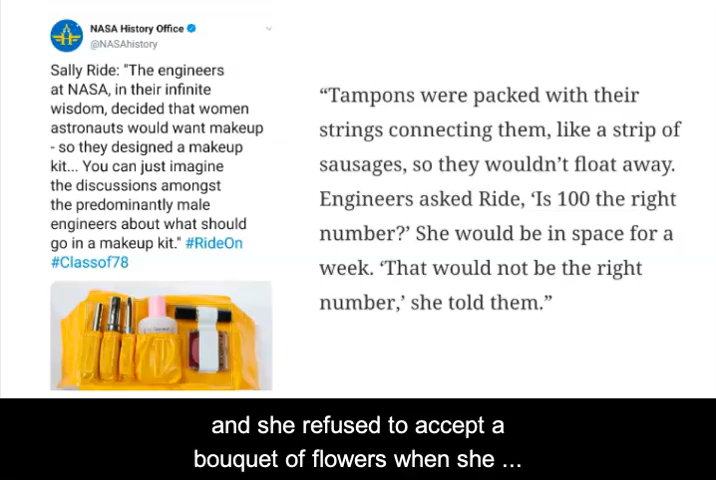 NASA History Office
@NASAhistory
Sally Ride: "The engineers
at NASA, in their infinite
wisdom, decided that women
astronauts would want makeup
- so they designed a makeup
kit... You can just imagine
the discussions amongst
the predominantly male
engineers about what should
go in a makeup kit." #RideOn
#Classof78
“Tampons were packed with their
strings connecting them, like a strip of
sausages, so they wouldn’t float away.
Engineers asked Ride, ‘Is 100 the right
number?’ She would be in space for a
week. ‘That would not be the right
number,’ she told them.”
and she refused to accept a
bouquet of flowers when she ...